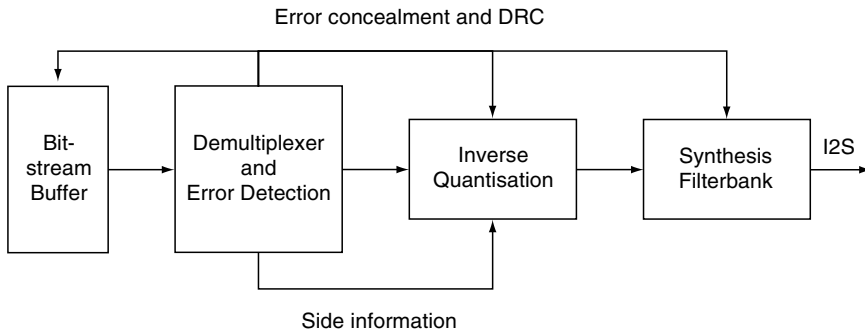 Error concealment and DRC
Bit-
stream
Buffer
Demultiplexer
and
Error Detection
Inverse
Quantisation
Synthesis
Filterbank
I2S
Side information